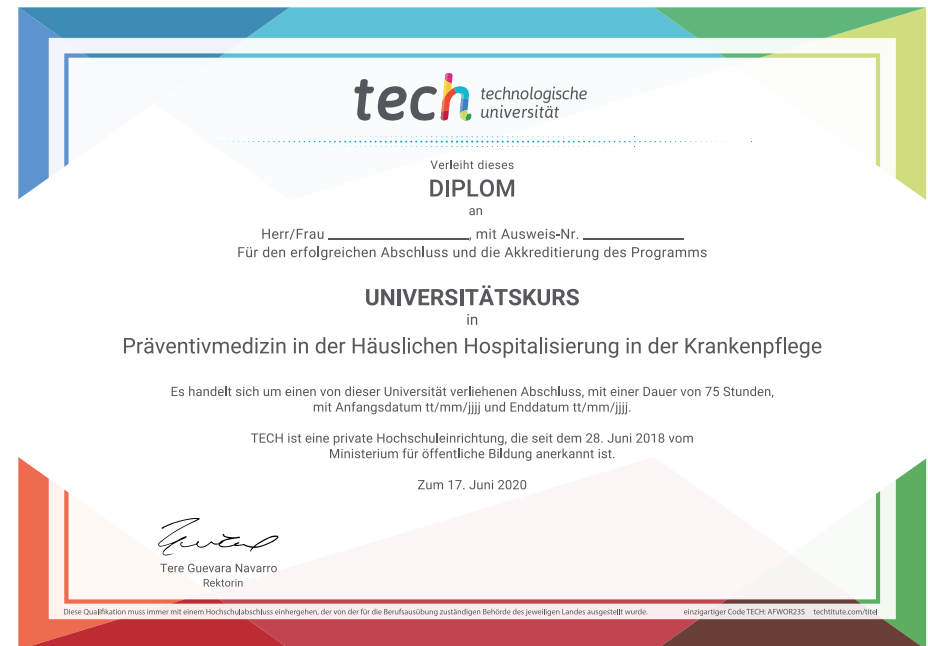 tech technologische
universität
Verleiht dieses
DIPLOM
an
Herr/Frau ____________, mit Ausweis-Nr. ____________
Für den erfolgreichen Abschluss und die Akkreditierung des Programms
UNIVERSITÄTSKURS
in
Präventivmedizin in der Häuslichen Hospitalisierung in der Krankenpflege
Es handelt sich um einen von dieser Universität verliehenen Abschluss, mit einer Dauer von 75 Stunden,
mit Anfangsdatum tt/mm/jjjj und Enddatum tt/mm/jjjj.
TECH ist eine private Hochschuleinrichtung, die seit dem 28. Juni 2018 vom
Ministerium für öffentliche Bildung anerkannt ist.
Zum 17. Juni 2020
Tere Guevara Navarro
Rektorin
Diese Qualifikation muss immer mit einem Hochschulabschluss einhergehen, der von der für die Berufsausübung zuständigen Behörde des jeweiligen Landes ausgestellt wurde. einzigartiger Code TECH: AFWOR23S techtitute.com/titel